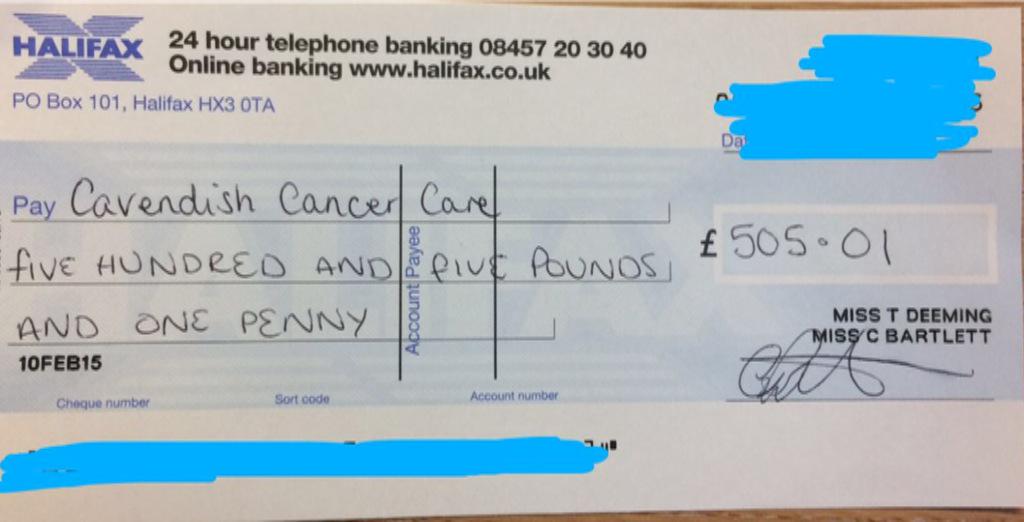 HALIFAX
24 hour telephone banking 08457 20 30 40
Online banking www.halifax.co.uk
PO Box 101, Halifax HX3 0TA
Pay Cavendish Cancer Care
FIVE HUNDRED AND FIVE POUNDS
AND ONE PENNY
Account Payee
£ 505.01
MISS T DEEMING
MISS C BARTLETT
10FEB15
Cheque number Sort code Account number